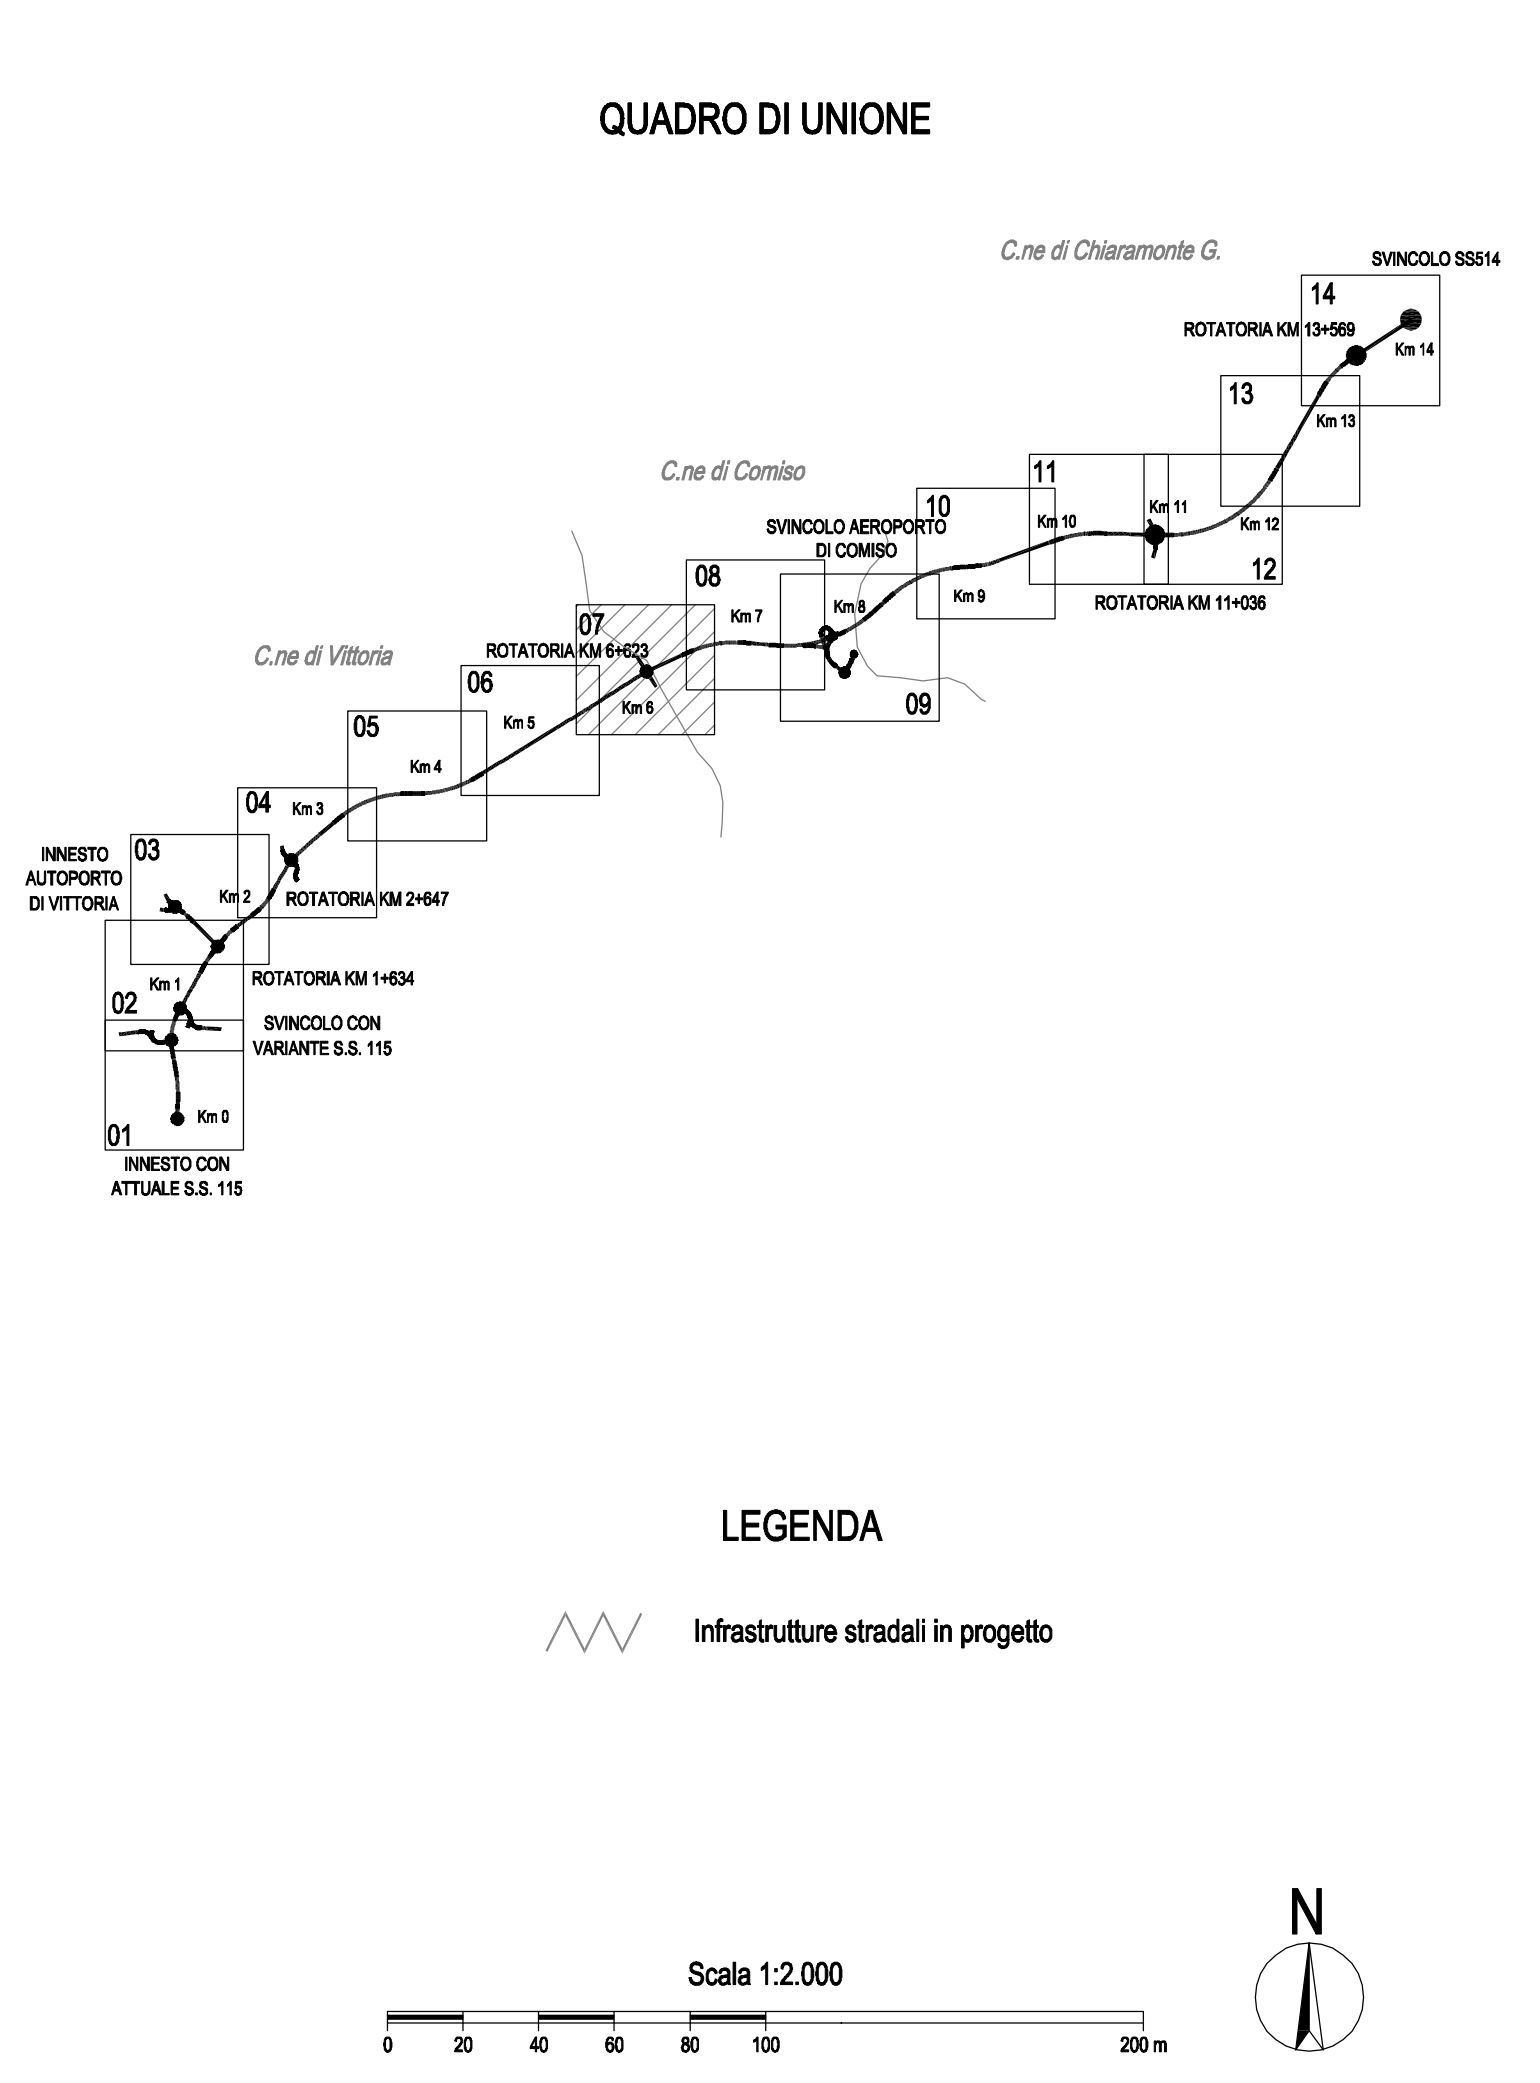 QUADRO DI UNIONE
C.ne di Chiaramonte G.
SVINCOLO SS514
14
ROTATORIA KM 13+569
Km 14
13
Km 13
C.ne di Comiso
11
10
Km 11
SVINCOLO AEROPORTO
DI COMISO
Km 10
Km 12
12
08
Km 9
ROTATORIA KM 11+036
Km 8
07
Km 7
C.ne di Vittoria
ROTATORIA KM 6+623
06
09
Km 6
05
Km 5
Km 4
04
Km 3
03
INNESTO
AUTOPORTO
DI VITTORIA
Km 2
ROTATORIA KM 2+647
ROTATORIA KM 1+634
Km 1
02
SVINCOLO CON
VARIANTE S.S. 115
Km 0
01
INNESTO CON
ATTUALE S.S. 115
LEGENDA
Infrastrutture stradali in progetto
N
Scala 1:2.000
0 20 40 60 80 100 200 m